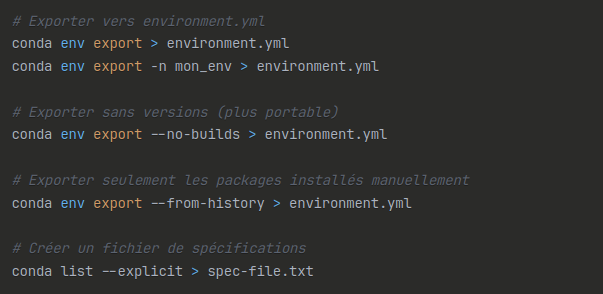 # Exporter vers environment.yml
conda env export > environment.yml
conda env export -n mon_env > environment.yml
# Exporter sans versions (plus portable)
conda env export --no-builds > environment.yml
# Exporter seulement les packages installés manuellement
conda env export --from-history > environment.yml
# Créer un fichier de spécifications
conda list --explicit > spec-file.txt